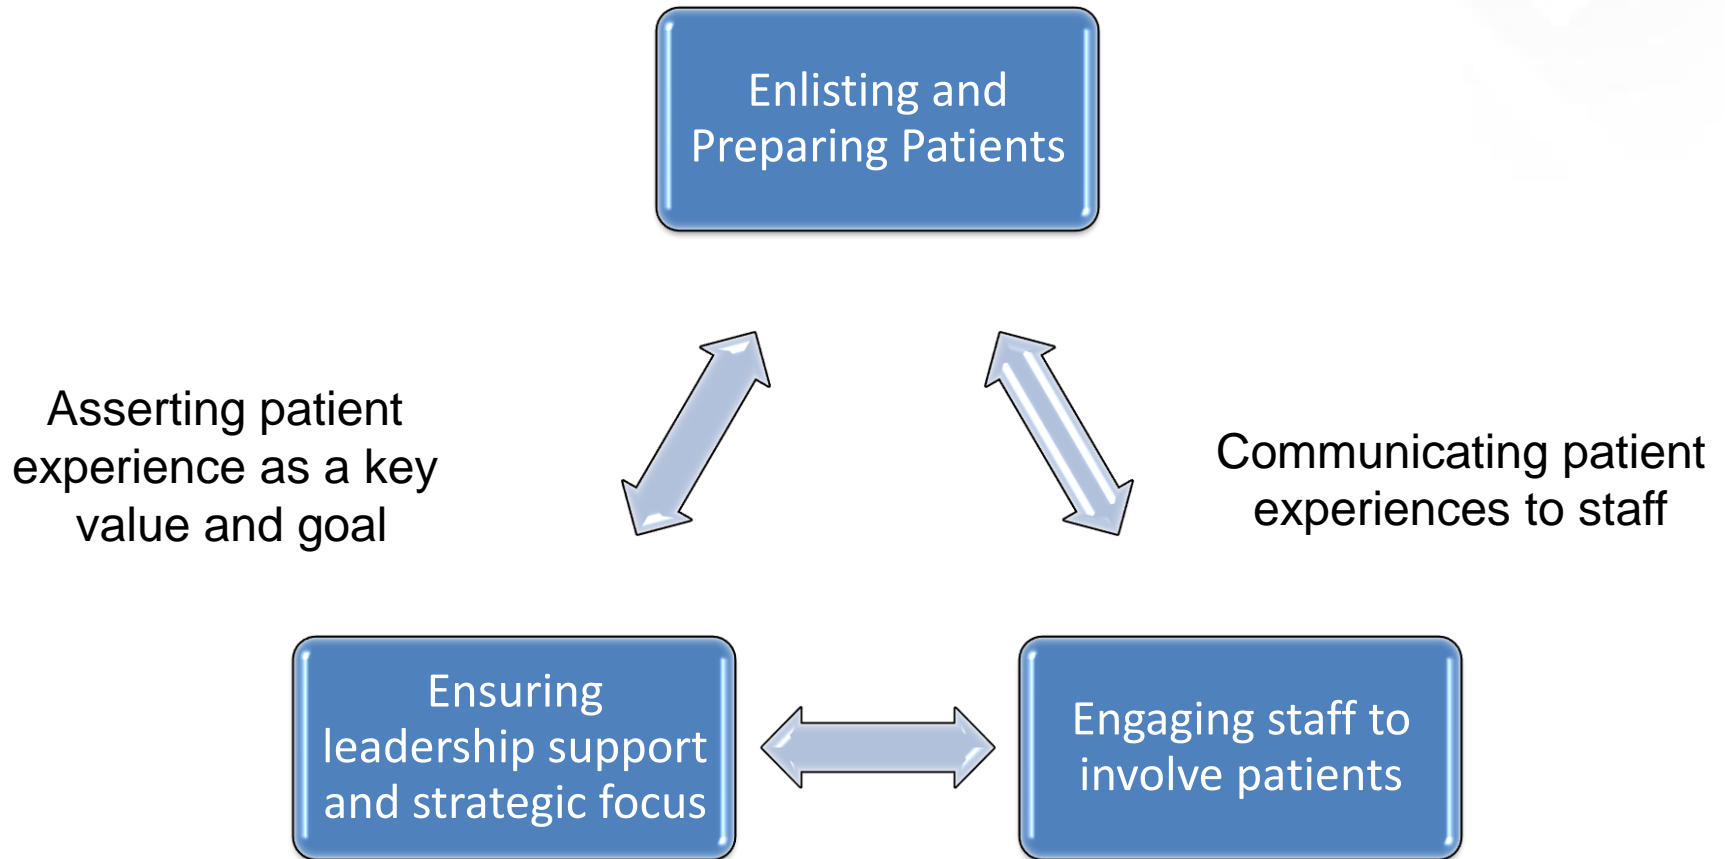 Enlisting and
Preparing Patients
Asserting patient
experience as a key
value and goal
Communicating patient
experiences to staff
Ensuring
leadership support
and strategic focus
Engaging staff to
involve patients